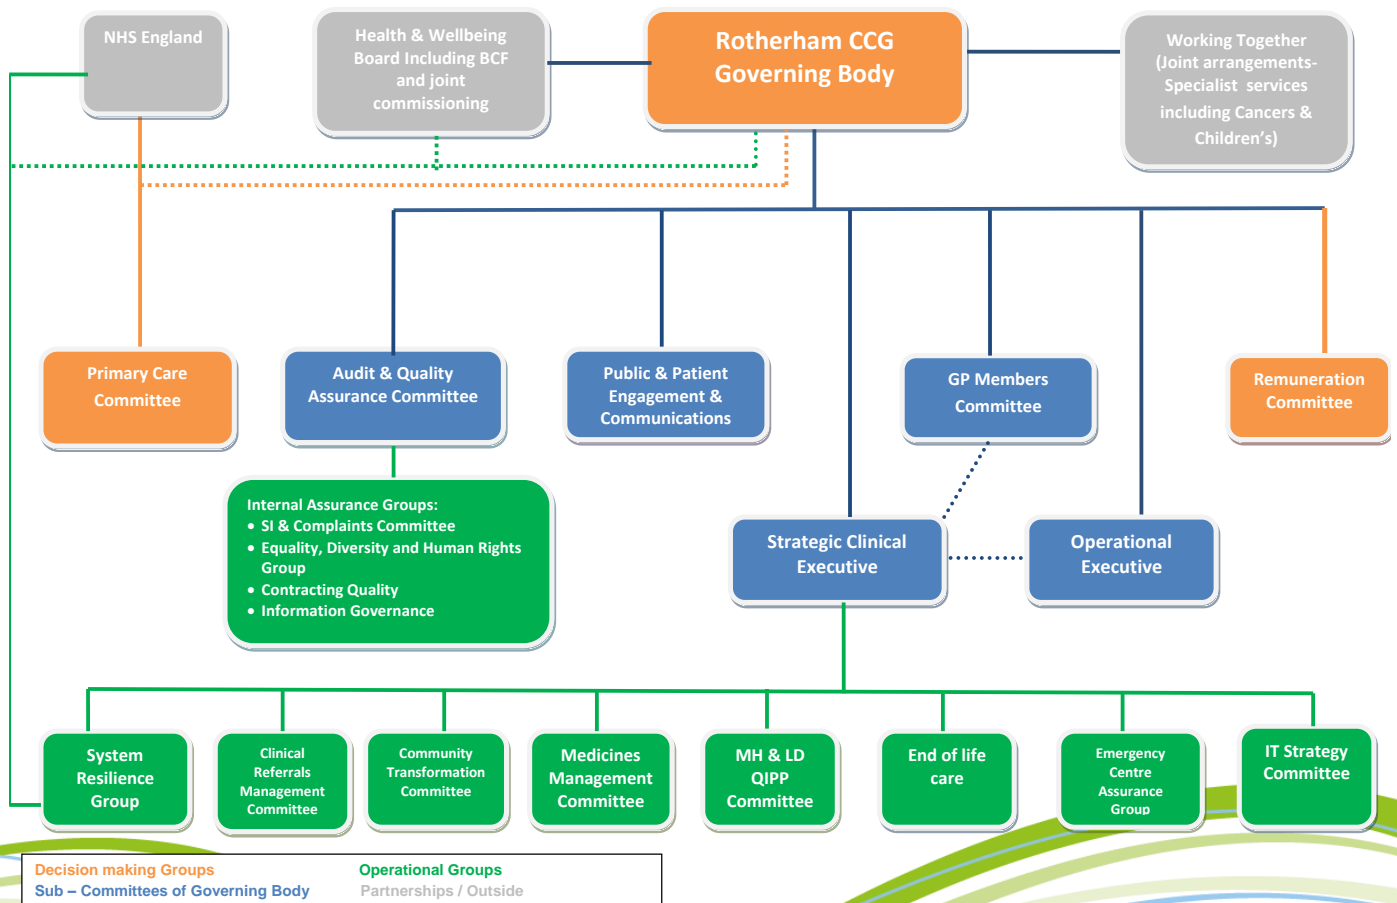 NHS England
Health & Wellbeing
Board Including BCF
and joint
commissioning
Rotherham CCG
Governing Body
Working Together
(Joint arrangements-
Specialist services
including Cancers &
Children's)
Primary Care
Committee
Audit & Quality
Assurance Committee
Public & Patient
Engagement &
Communications
GP Members
Committee
Remuneration
Committee
Internal Assurance Groups:
• SI & Complaints Committee
• Equality, Diversity and Human Rights
Group
• Contracting Quality
• Information Governance
Strategic Clinical
Executive
Operational
Executive
System
Resilience
Group
Clinical
Referrals
Management
Committee
Community
Transformation
Committee
Medicines
Management
Committee
MH & LD
QIPP
Committee
End of life
care
Emergency
Centre
Assurance
Group
IT Strategy
Committee
Decision making Groups
Operational Groups
Sub – Committees of Governing Body
Partnerships / Outside